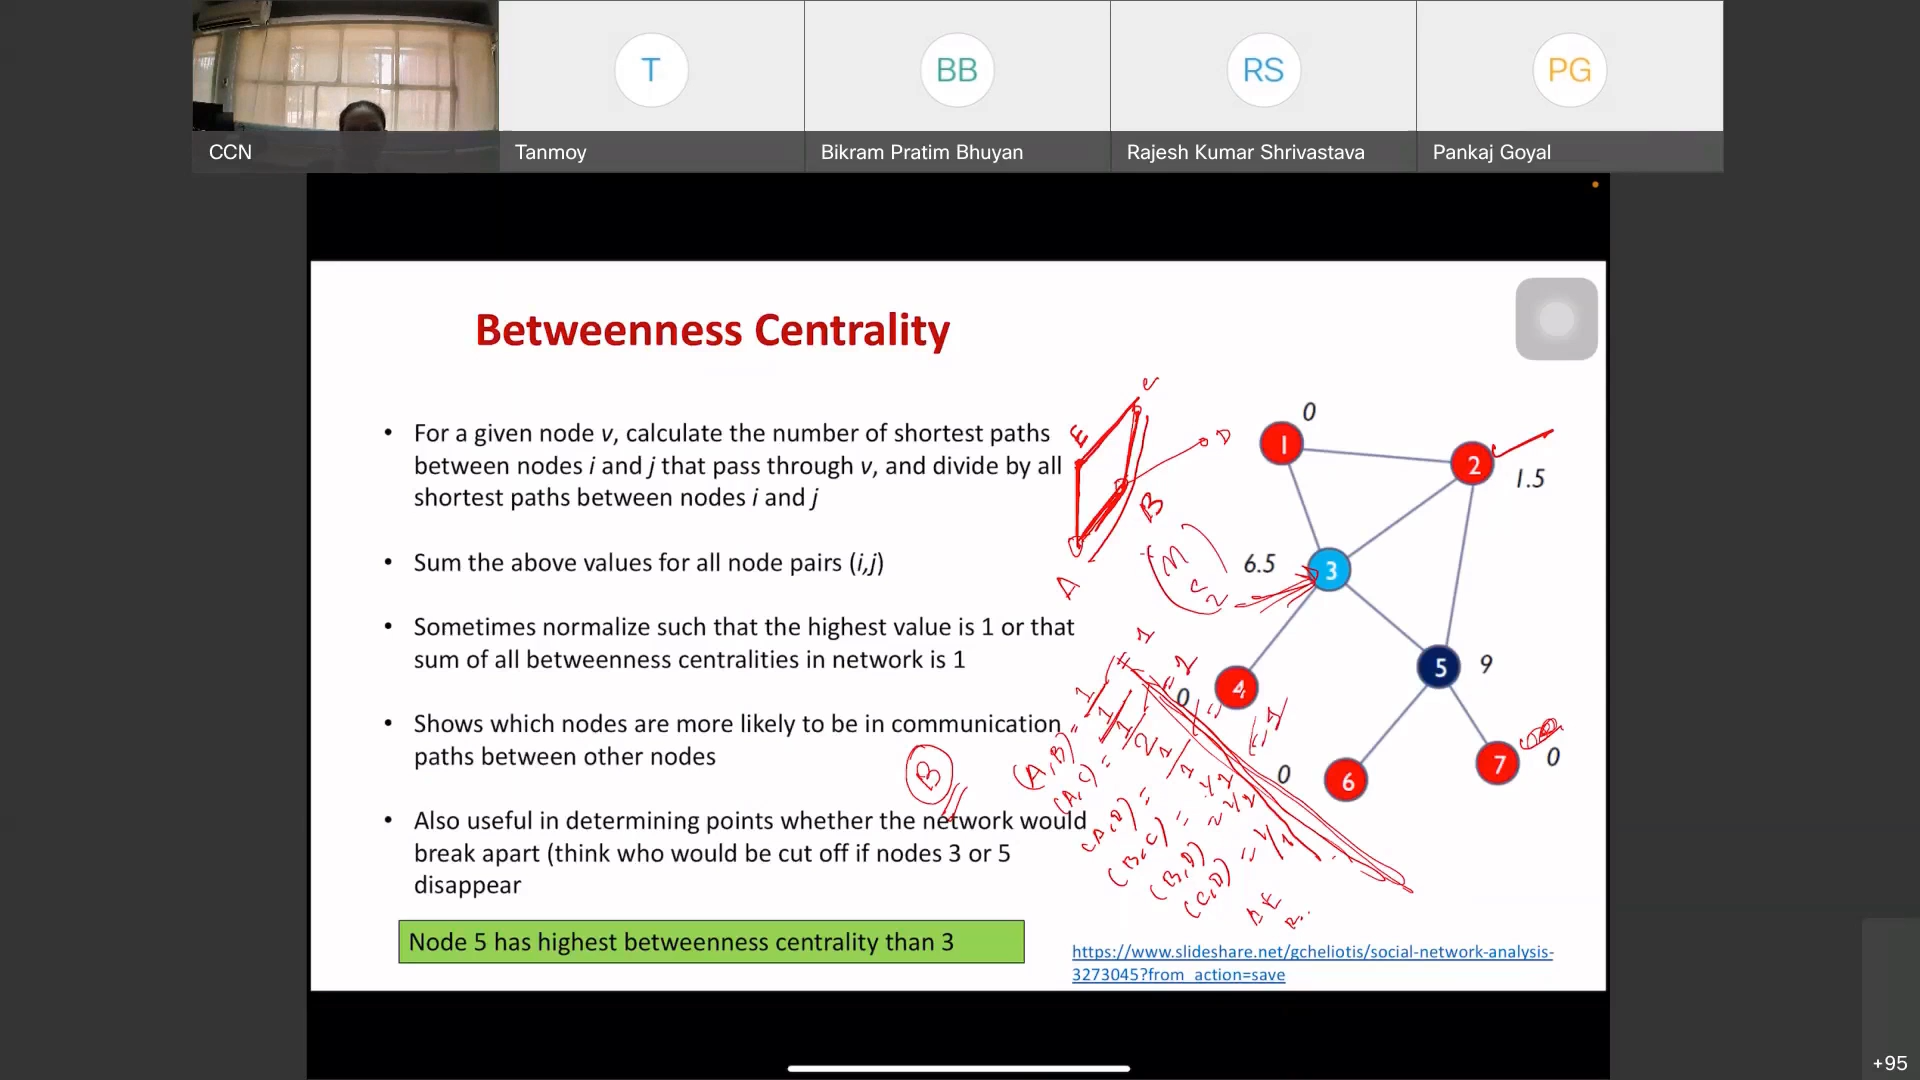 T
BB
RS
PG
CCN
Tanmoy
Bikram Pratim Bhuyan
Rajesh Kumar Shrivastava
Pankaj Goyal
Betweenness Centrality
• For a given node v, calculate the number of shortest paths
between nodes i and j that pass through v, and divide by all
shortest paths between nodes i and j
• Sum the above values for all node pairs (i,j)
• Sometimes normalize such that the highest value is 1 or that
sum of all betweenness centralities in network is 1
• Shows which nodes are more likely to be in communication
paths between other nodes
• Also useful in determining points whether the network would
break apart (think who would be cut off if nodes 3 or 5
disappear
Node 5 has highest betweenness centrality than 3
C
E
D
B
A
B
(A,B) = 1
(A,C) =
(A,D) =
(B,C) =
(B,D)
(C,D) = 1/1
0
1
2
1.5
6.5
3
0
4
5
9
0
6
7
0
https://www.slideshare.net/gcheliotis/social-network-analysis-
3273045?from_action=save
+95